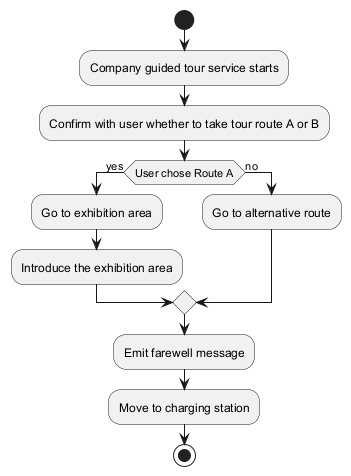 Company guided tour service starts
Confirm with user whether to take tour route A or B
yes
User chose Route A
no
Go to exhibition area
Go to alternative route
Introduce the exhibition area
Emit farewell message
Move to charging station